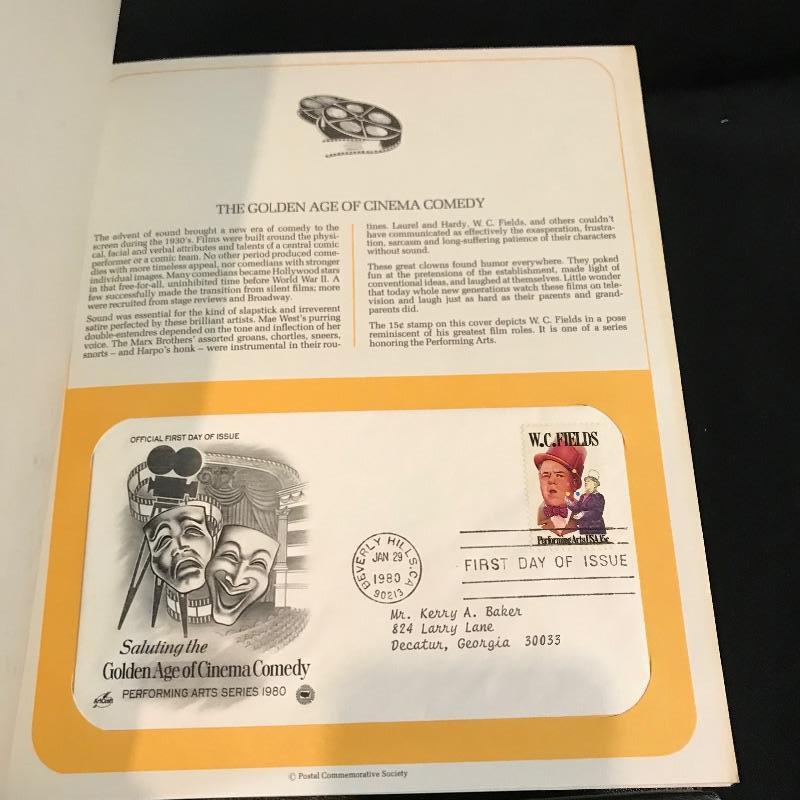 THE GOLDEN AGE OF CINEMA COMEDY
The advent of sound brought a new era of comedy to the
screen during the 1930's. Films were built around the physi-
cal, facial and verbal attributes and talents of a central comic
performer or a comic team. No other period produced come-
dies with more timeless appeal, nor comedians with stronger
individual images. Many comedians became Hollywood stars
in that free-for-all, uninhibited time before World War II. A
few successfully made the transition from silent films; more
were recruited from stage reviews and Broadway.
Sound was essential for the kind of slapstick and irreverent
satire perfected by these brilliant artists. Mae West's purring
double-entendres depended on the tone and inflection of her
voice. The Marx Brothers' assorted groans, chortles, sneers,
snorts – and Harpo's honk – were instrumental in their rou-
tines. Laurel and Hardy, W. C. Fields, and others couldn't
have communicated as effectively the exasperation, frustra-
tion, sarcasm and long-suffering patience of their characters
without sound.
These great clowns found humor everywhere. They poked
fun at the pretensions of the establishment, made light of
conventional ideas, and laughed at themselves. Little wonder
that today whole new generations watch these films on tele-
vision and laugh just as hard as their parents and grand-
parents did.
The 15¢ stamp on this cover depicts W. C. Fields in a pose
reminiscent of his greatest film roles. It is one of a series
honoring the Performing Arts.
OFFICIAL FIRST DAY OF ISSUE
W.C. FIELDS
Performing Arts USA 15c
BEVERLY HILLS, CA
JAN 29
1980
90213
FIRST DAY OF ISSUE
Mr. Kerry A. Baker
824 Larry Lane
Decatur, Georgia 30033
Saluting the
Golden Age of Cinema Comedy
ArtCraft
PERFORMING ARTS SERIES 1980
© Postal Commemorative Society